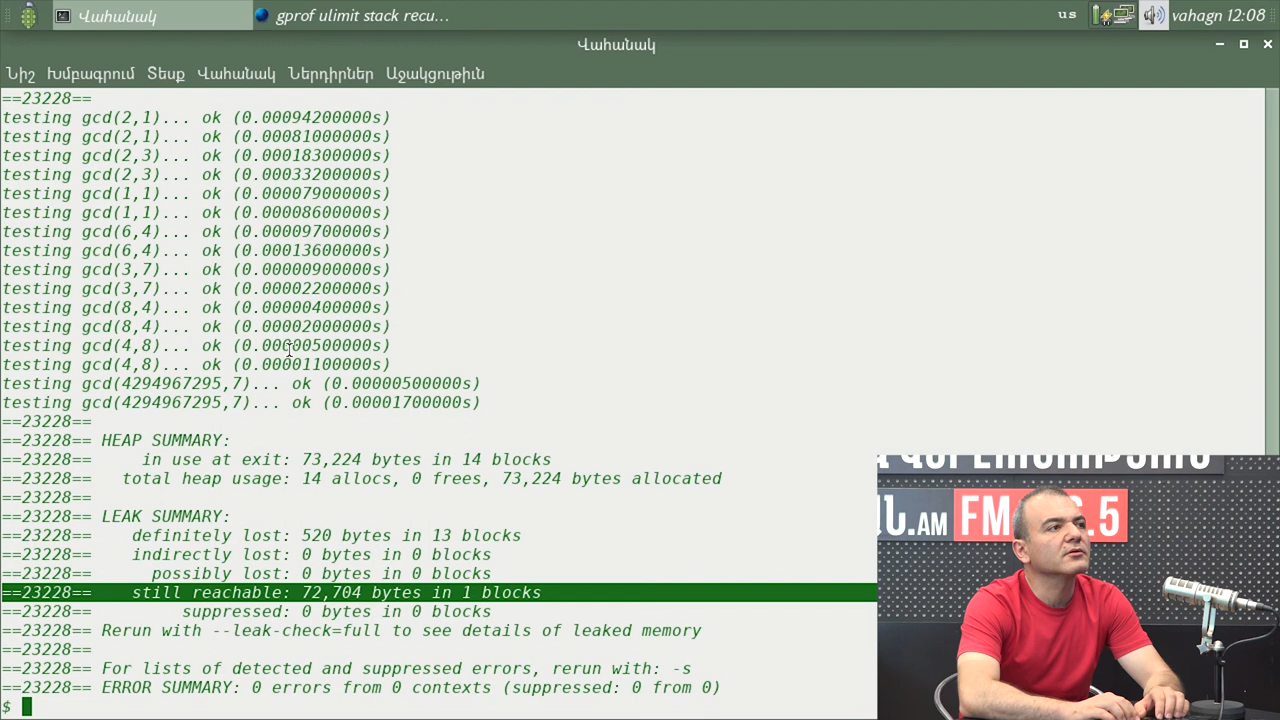 Վահանակ
gprof ulimit stack recu...
us
vahagn 12:08
Վահանակ
Նիշ Խմբագրում Տեսք Վահանակ Ներդիրներ Աջակցութիւն
==23228==
testing gcd(2,1)... ok (0.00094200000s)
testing gcd(2,1)... ok (0.00081000000s)
testing gcd(2,3)... ok (0.00018300000s)
testing gcd(2,3)... ok (0.00033200000s)
testing gcd(1,1)... ok (0.00007900000s)
testing gcd(1,1)... ok (0.00008600000s)
testing gcd(6,4)... ok (0.00009700000s)
testing gcd(6,4)... ok (0.00013600000s)
testing gcd(3,7)... ok (0.00000900000s)
testing gcd(3,7)... ok (0.00002200000s)
testing gcd(8,4)... ok (0.00000400000s)
testing gcd(8,4)... ok (0.00002000000s)
testing gcd(4,8)... ok (0.00000500000s)
testing gcd(4,8)... ok (0.00001100000s)
testing gcd(4294967295,7)... ok (0.00000500000s)
testing gcd(4294967295,7)... ok (0.00001700000s)
==23228==
==23228== HEAP SUMMARY:
==23228== in use at exit: 73,224 bytes in 14 blocks
==23228== total heap usage: 14 allocs, 0 frees, 73,224 bytes allocated
==23228==
==23228== LEAK SUMMARY:
==23228== definitely lost: 520 bytes in 13 blocks
==23228== indirectly lost: 0 bytes in 0 blocks
==23228== possibly lost: 0 bytes in 0 blocks
==23228== still reachable: 72,704 bytes in 1 blocks
==23228== suppressed: 0 bytes in 0 blocks
==23228== Rerun with --leak-check=full to see details of leaked memory
==23228==
==23228== For lists of detected and suppressed errors, rerun with: -s
==23228== ERROR SUMMARY: 0 errors from 0 contexts (suppressed: 0 from 0)
$